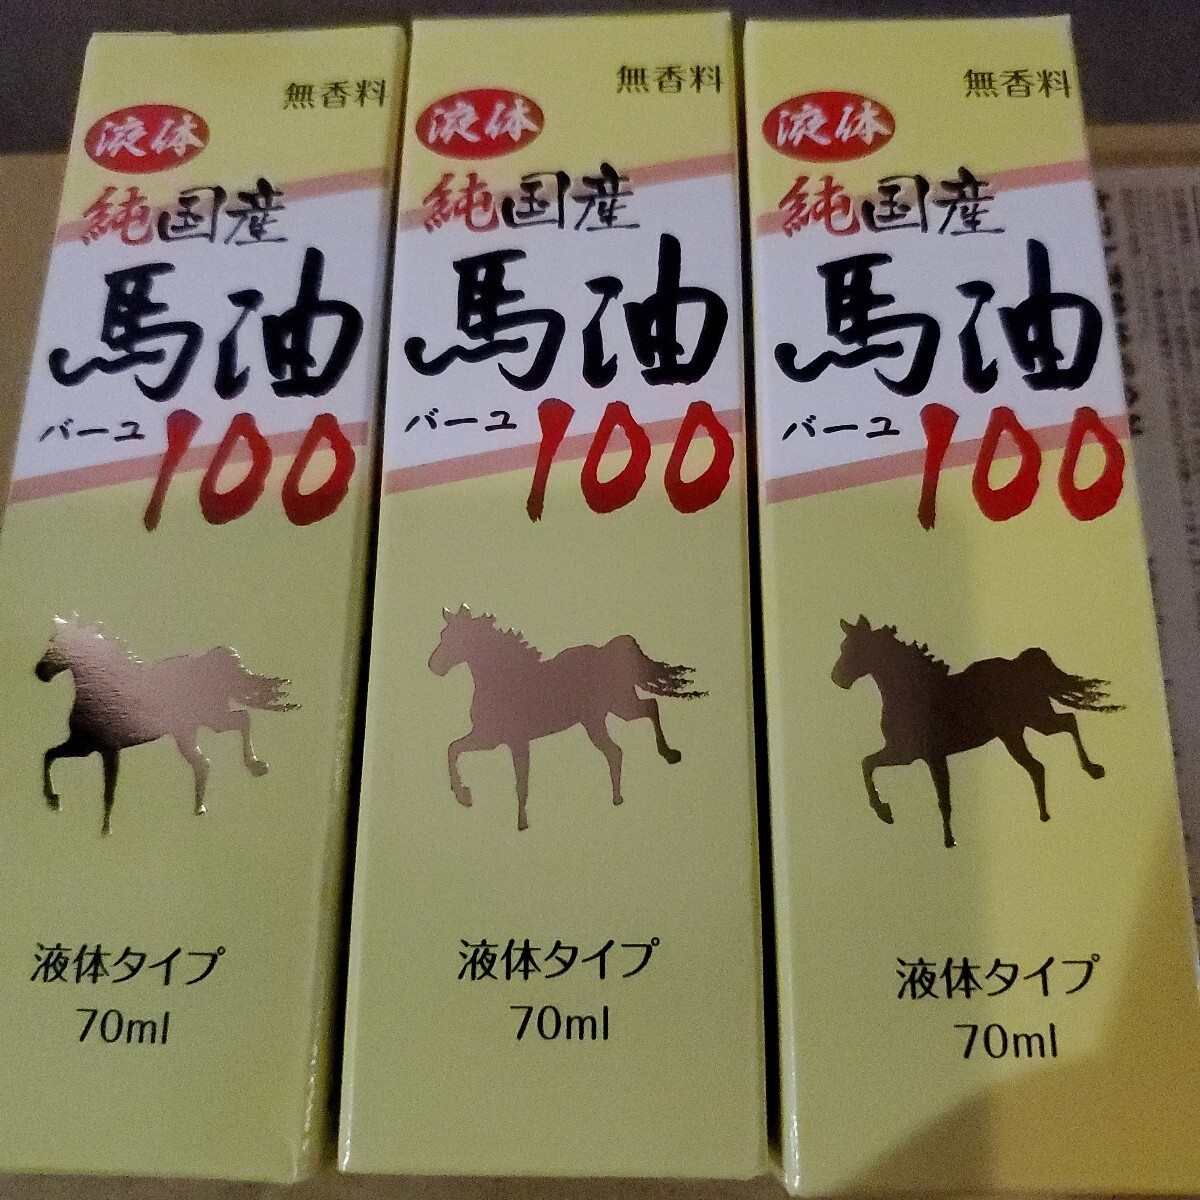 無香料
液体
純国産
馬油
バーユ 100
液体タイプ
70ml
無香料
液体
純国産
馬油
バーユ 100
液体タイプ
70ml
無香料
液体
純国産
馬油
バーユ 100
液体タイプ
70ml